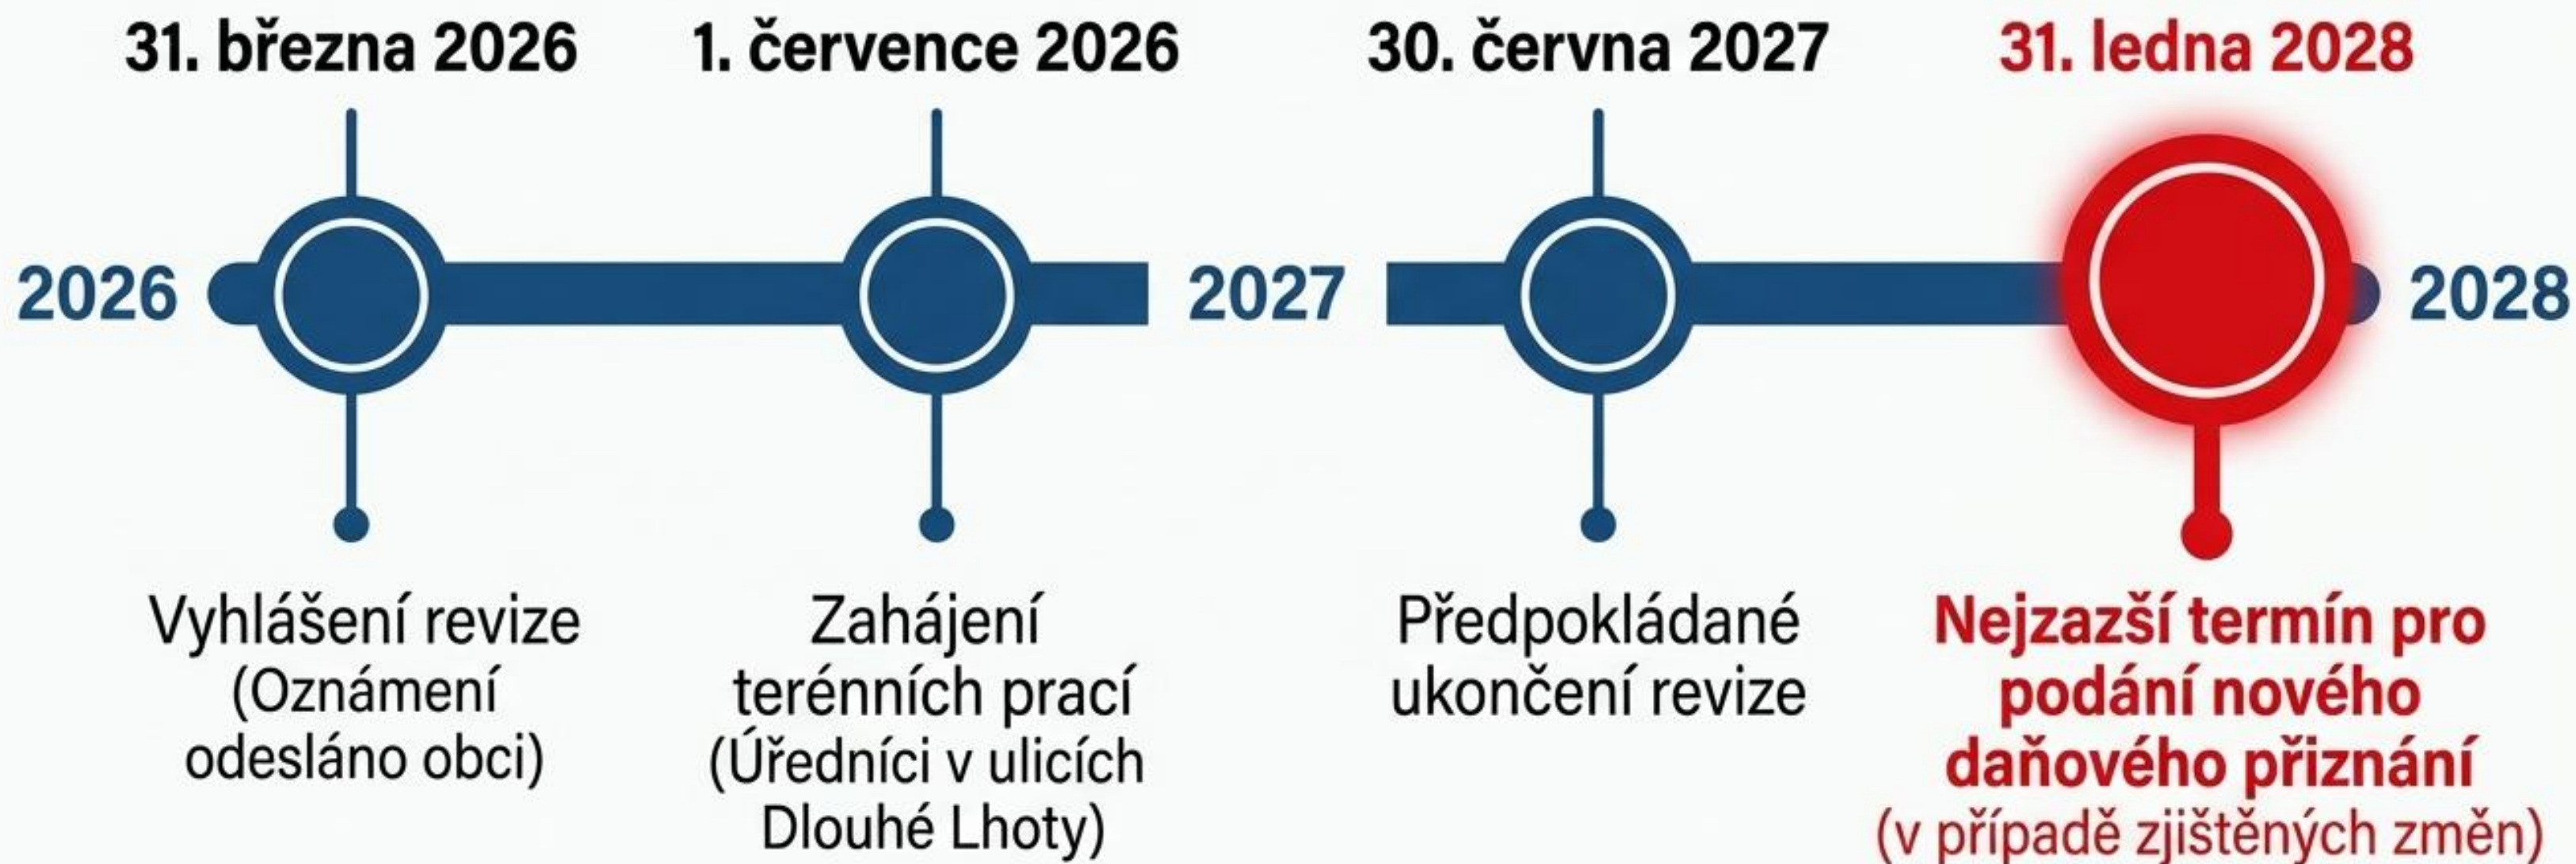 31. března 2026
1. července 2026
30. června 2027
31. ledna 2028
2026
2027
2028
Vyhlášení revize
(Oznámení
odesláno obci)
Zahájení
terénních prací
(Úředníci v ulicích
Dlouhé Lhoty)
Předpokládané
ukončení revize
Nejzazší termín pro
podání nového
daňového přiznání
(v případě zjištěných změn)